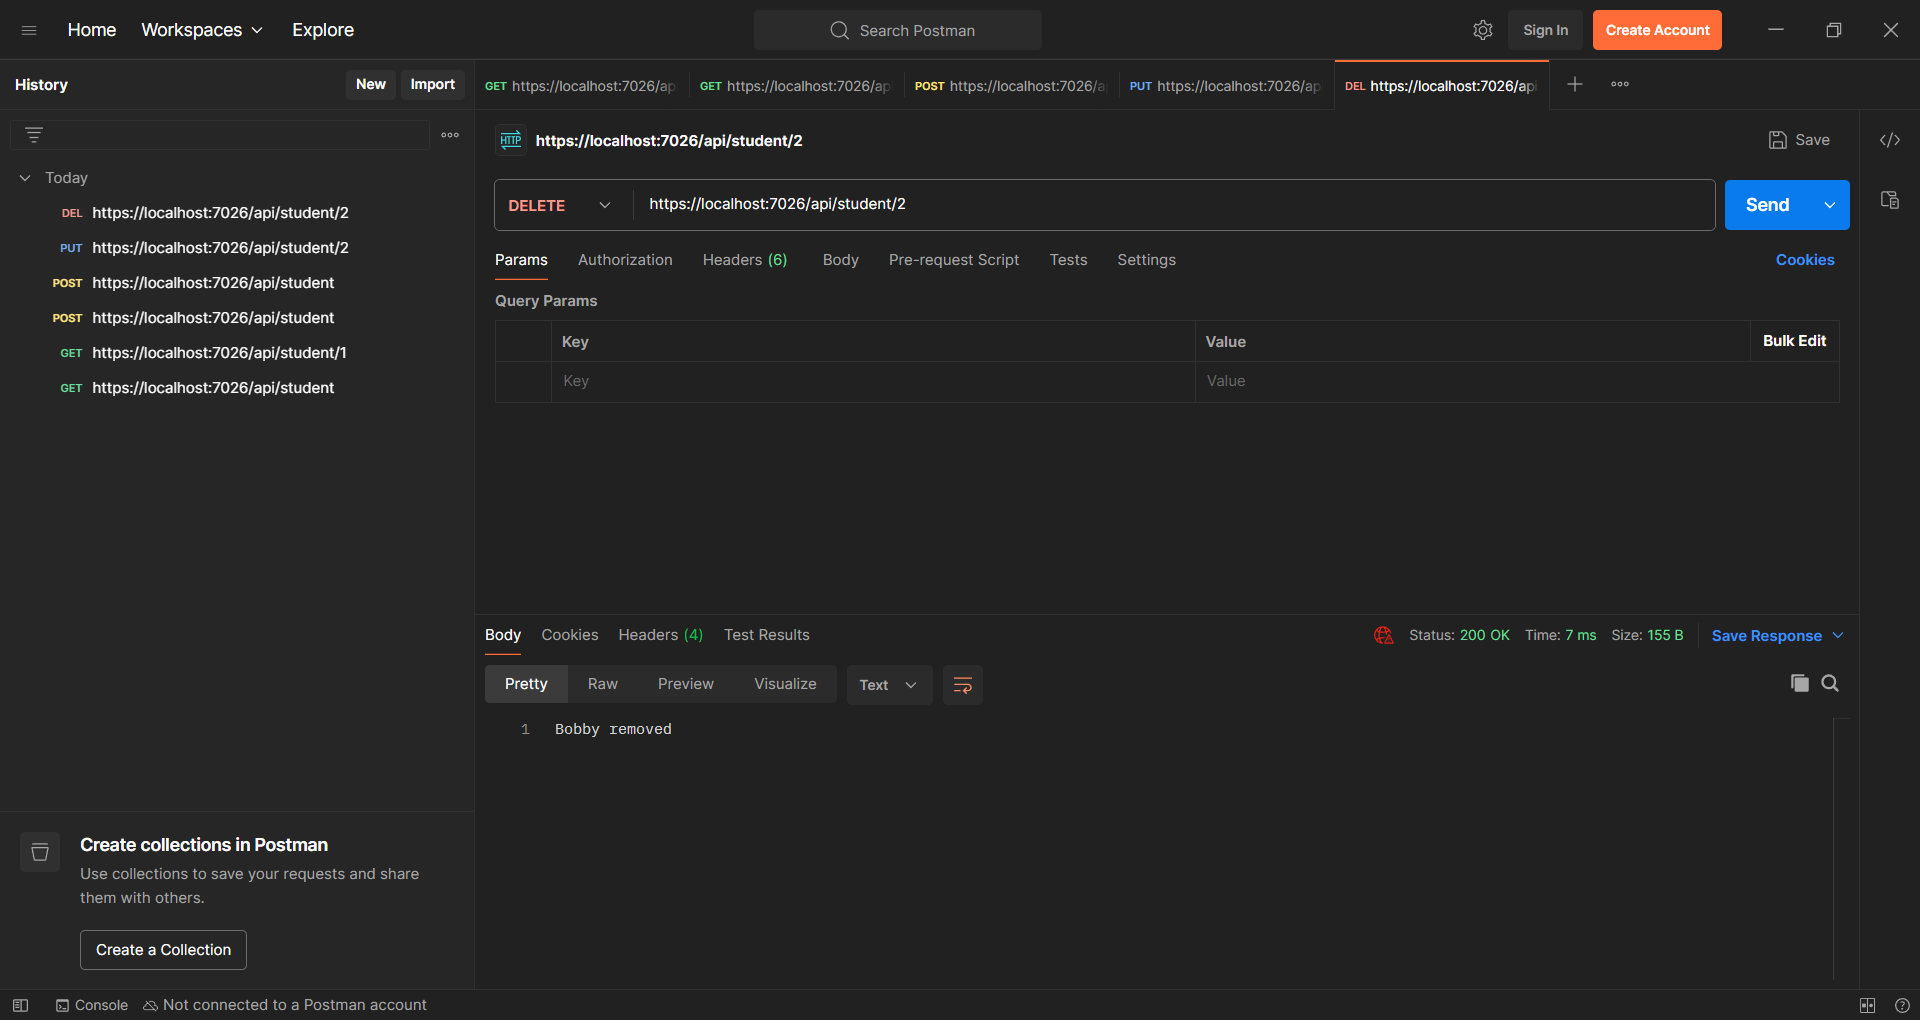 Home Workspaces Explore
Search Postman
Sign In Create Account
History New Import
GET https://localhost:7026/ap
GET https://localhost:7026/ap
POST https://localhost:7026/a
PUT https://localhost:7026/ap
DEL https://localhost:7026/api
Today
DEL https://localhost:7026/api/student/2
PUT https://localhost:7026/api/student/2
POST https://localhost:7026/api/student
POST https://localhost:7026/api/student
GET https://localhost:7026/api/student/1
GET https://localhost:7026/api/student
Create collections in Postman
Use collections to save your requests and share
them with others.
Create a Collection
HTTP https://localhost:7026/api/student/2
Save
DELETE https://localhost:7026/api/student/2
Send
Params Authorization Headers (6) Body Pre-request Script Tests Settings Cookies
Query Params
Key Value Bulk Edit
Key Value
Body Cookies Headers (4) Test Results Status: 200 OK Time: 7 ms Size: 155 B Save Response
Pretty Raw Preview Visualize Text
1 Bobby removed
Console Not connected to a Postman account